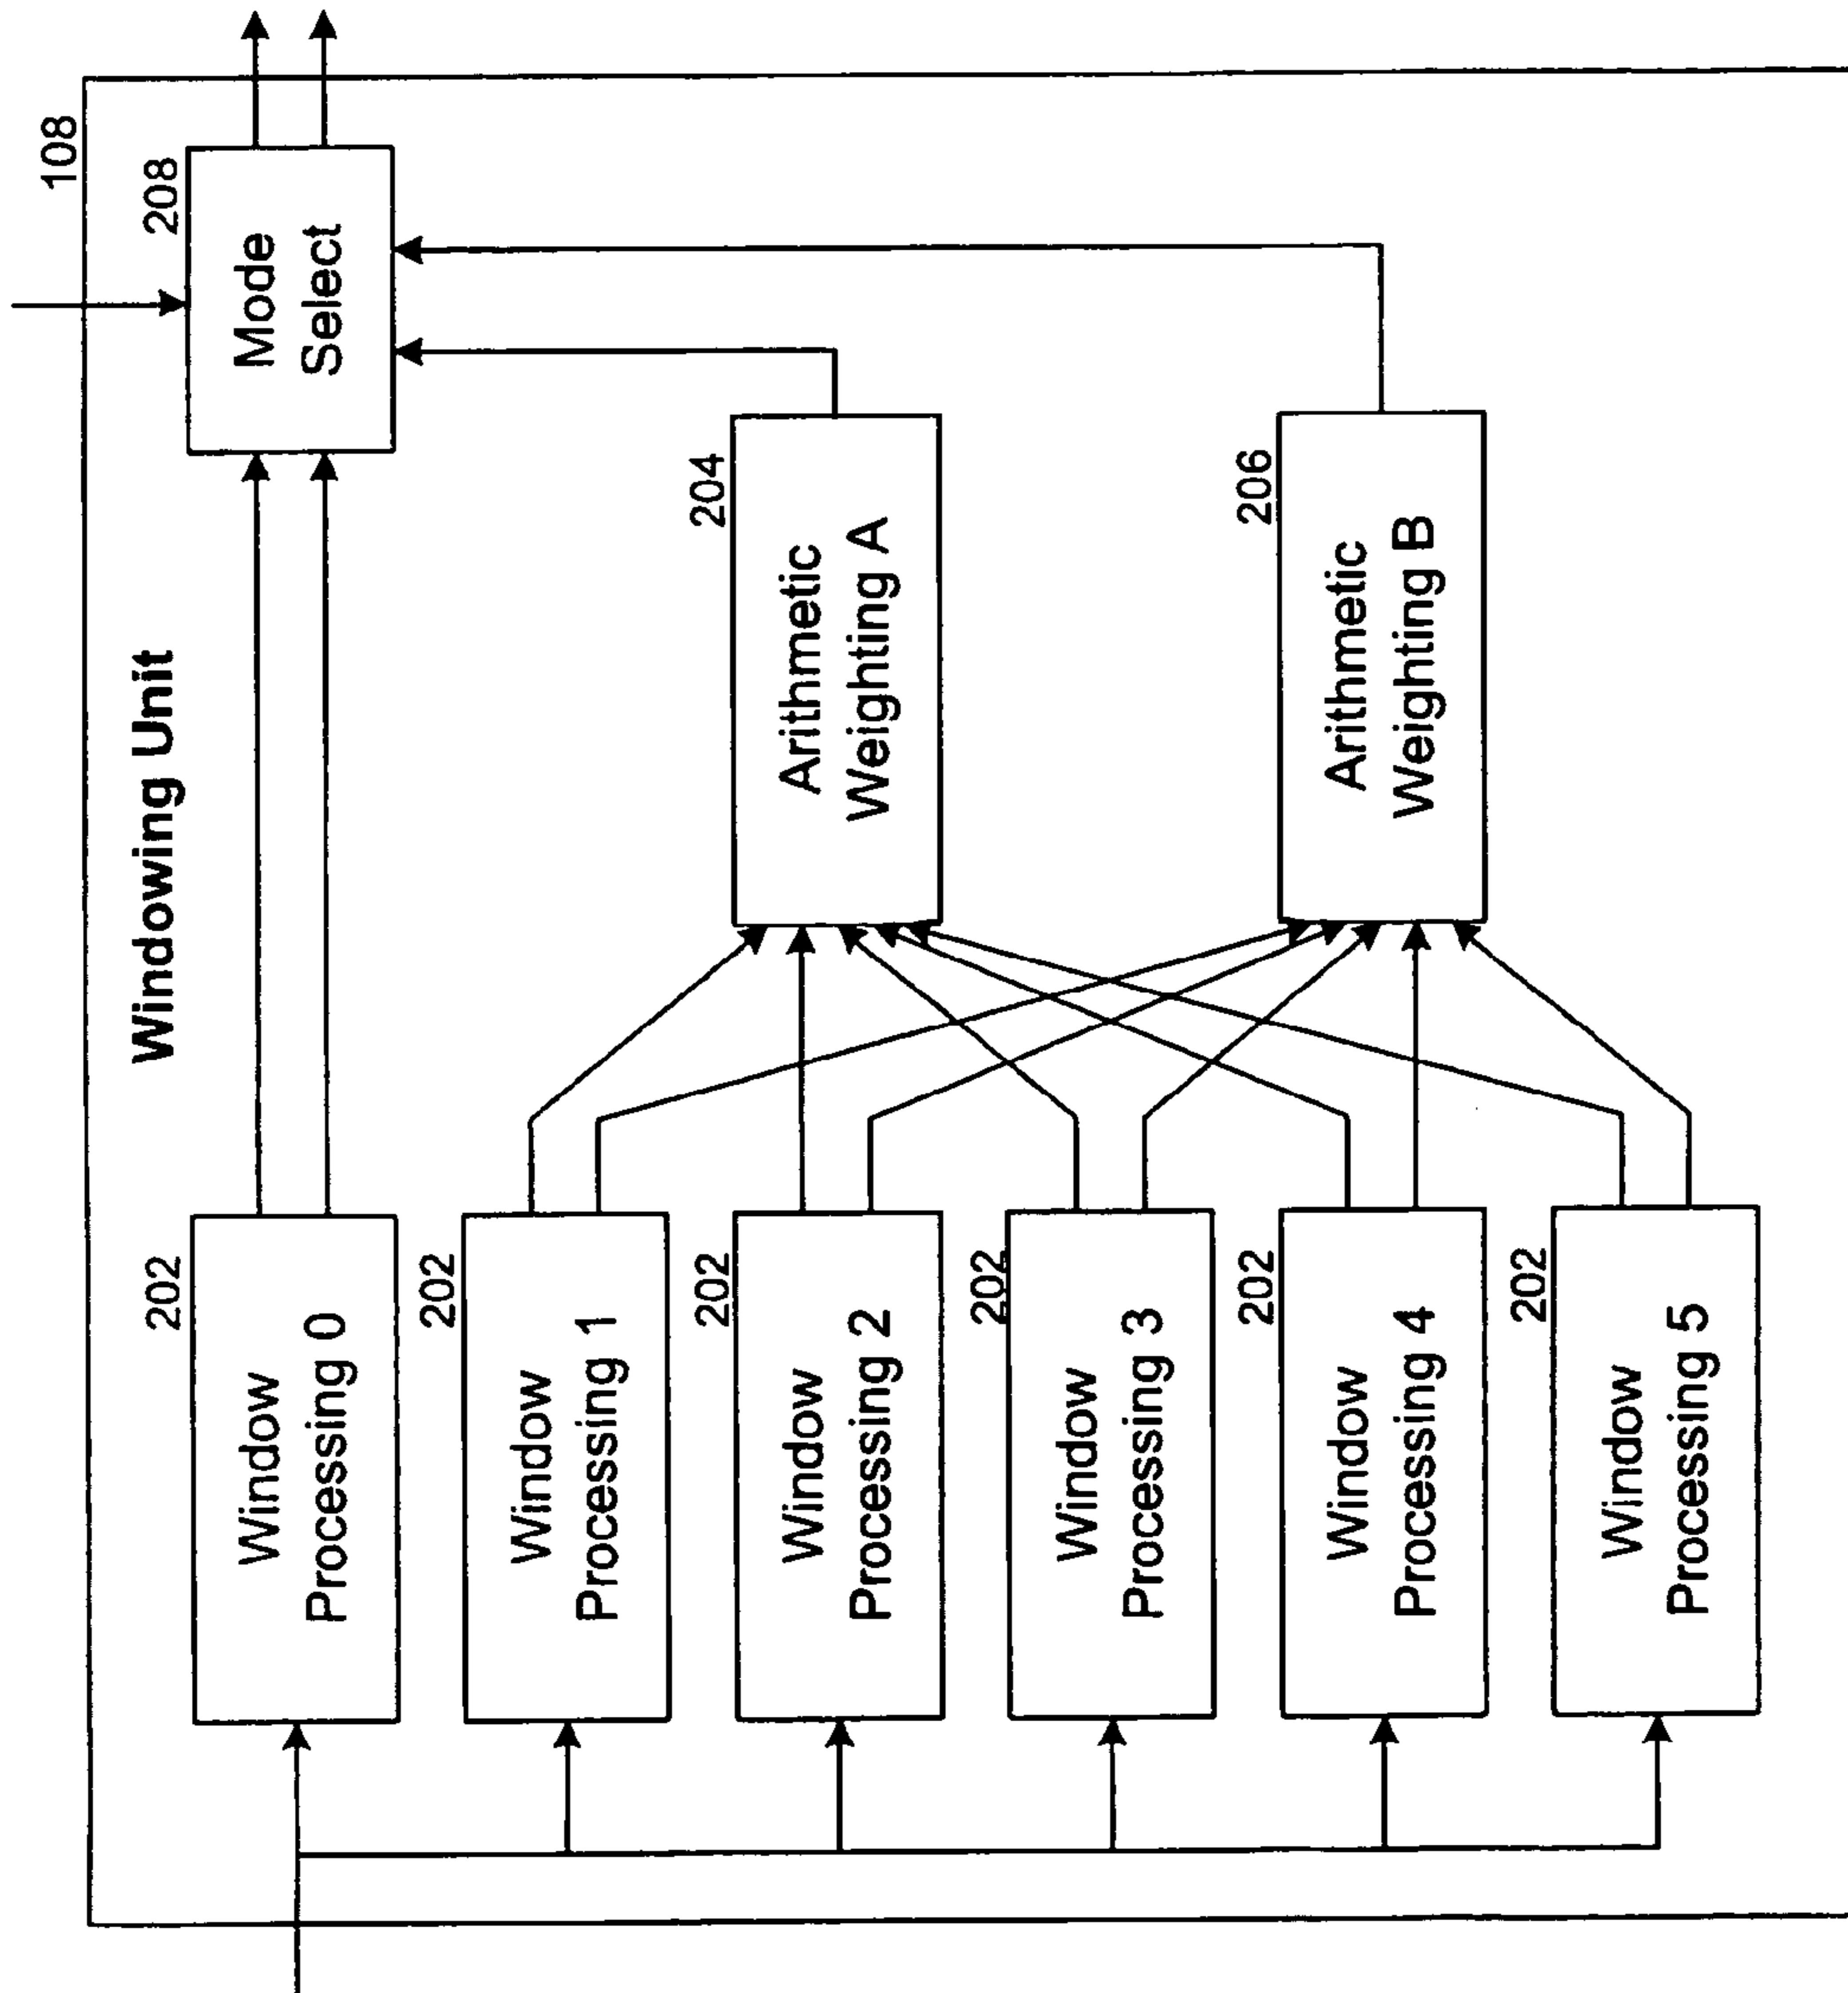 108
Windowing Unit
202
Window
Processing 0
208
Mode
Select
202
Window
Processing 1
202
Window
Processing 2
204
Arithmetic
Weighting A
202
Window
Processing 3
202
Window
Processing 4
206
Arithmetic
Weighting B
202
Window
Processing 5